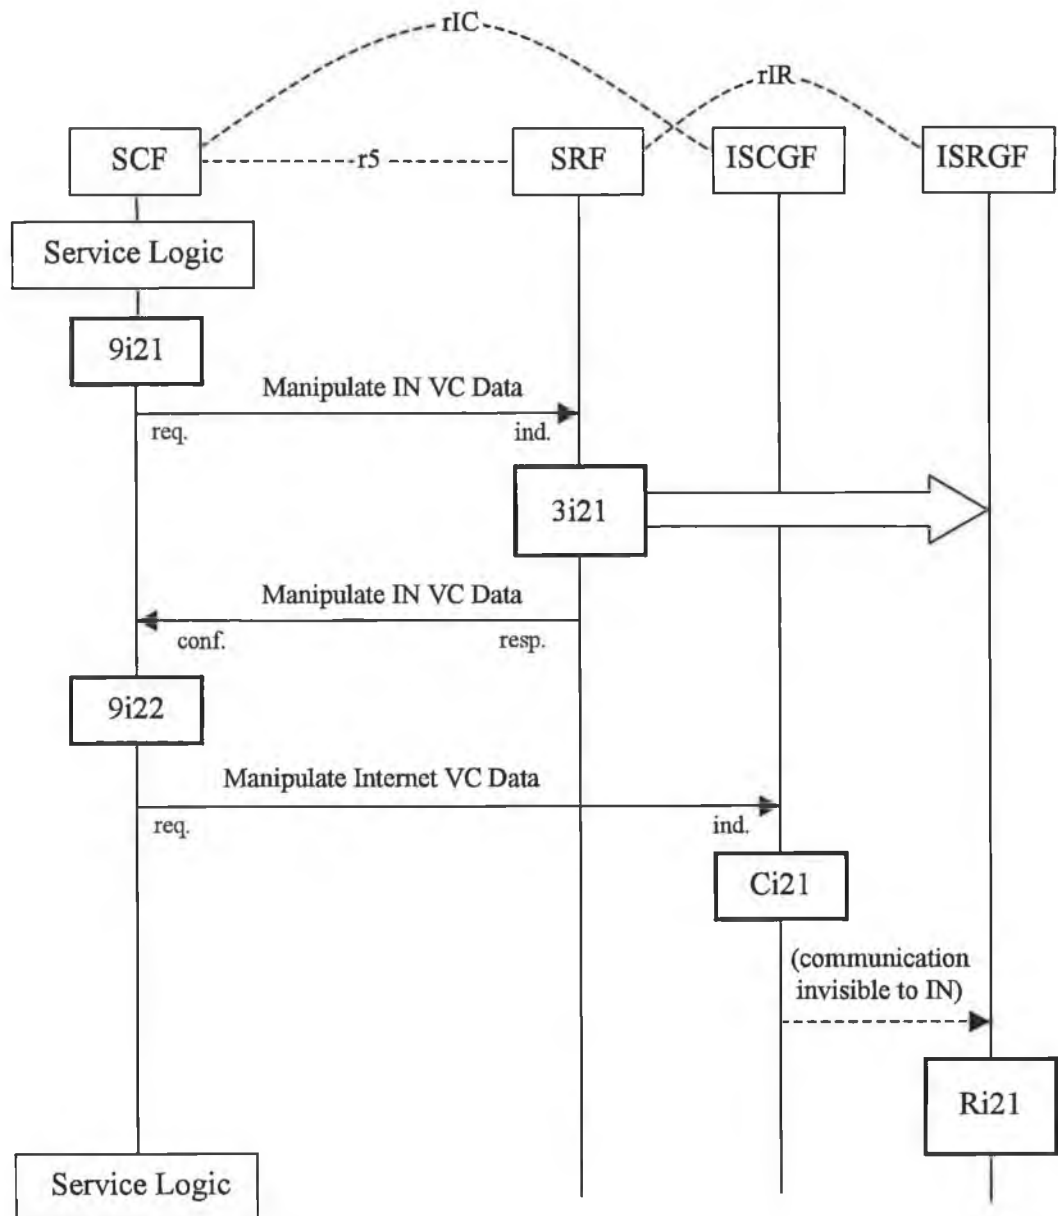 rIC
rIR
SCF
r5
SRF
ISCGF
ISRGF
Service Logic
9i21
Manipulate IN VC Data
req.
ind.
3i21
Manipulate IN VC Data
conf.
resp.
9i22
Manipulate Internet VC Data
req.
ind.
Ci21
(communication
invisible to IN)
Ri21
Service Logic